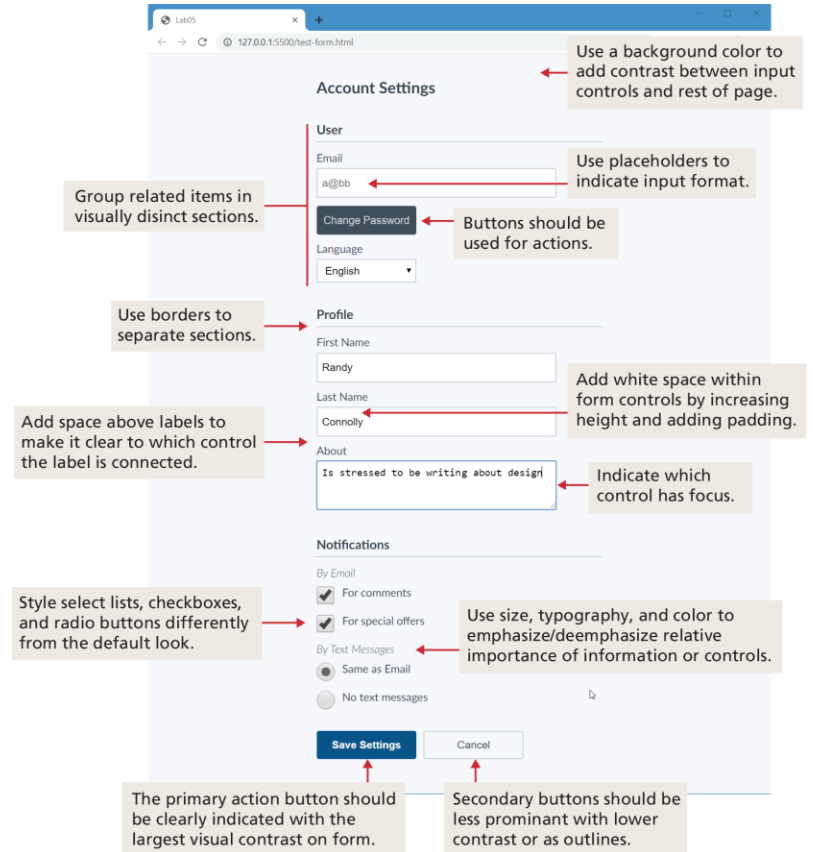 Lab05
127.0.0.1:5500/test-form.html
Use a background color to
add contrast between input
controls and rest of page.
Account Settings
User
Email
a@bb
Use placeholders to
indicate input format.
Group related items in
visually disinct sections.
Change Password
Buttons should be
used for actions.
Language
English
Use borders to
separate sections.
Profile
First Name
Randy
Last Name
Connolly
Add white space within
form controls by increasing
height and adding padding.
Add space above labels to
make it clear to which control
the label is connected.
About
Is stressed to be writing about design
Indicate which
control has focus.
Notifications
By Email
For comments
For special offers
Style select lists, checkboxes,
and radio buttons differently
from the default look.
Use size, typography, and color to
emphasize/deemphasize relative
importance of information or controls.
By Text Messages
Same as Email
No text messages
Save Settings
Cancel
The primary action button should
be clearly indicated with the
largest visual contrast on form.
Secondary buttons should be
less prominent with lower
contrast or as outlines.